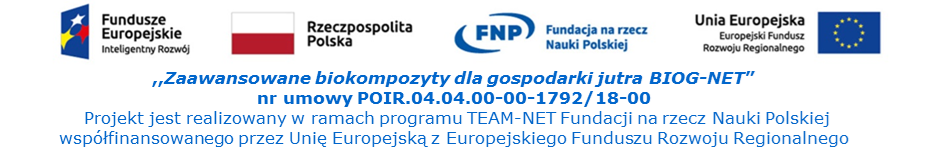 Fundusze
Europejskie
Inteligentny Rozwój
Rzeczpospolita
Polska
FNP
Fundacja na rzecz
Nauki Polskiej
Unia Europejska
Europejski Fundusz
Rozwoju Regionalnego
,,Zaawansowane biokompozyty dla gospodarki jutra BIOG-NET”
nr umowy POIR.04.04.00-00-1792/18-00
Projekt jest realizowany w ramach programu TEAM-NET Fundacji na rzecz Nauki Polskiej
współfinansowanego przez Unię Europejską z Europejskiego Funduszu Rozwoju Regionalnego